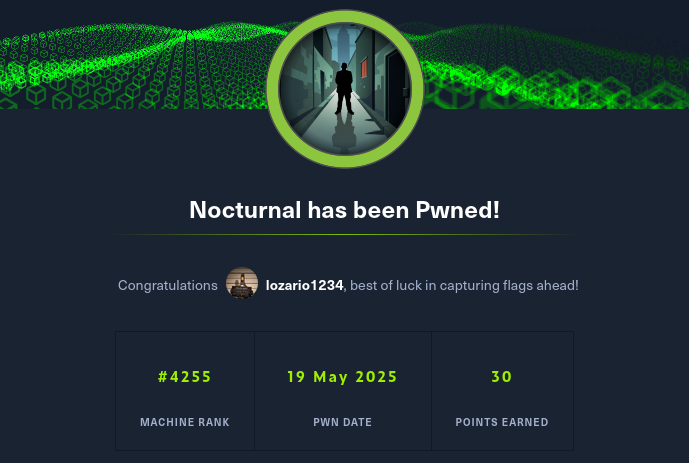 Nocturnal has been Pwned!
Congratulations lozario1234, best of luck in capturing flags ahead!
#4255 19 May 2025 30
MACHINE RANK PWN DATE POINTS EARNED